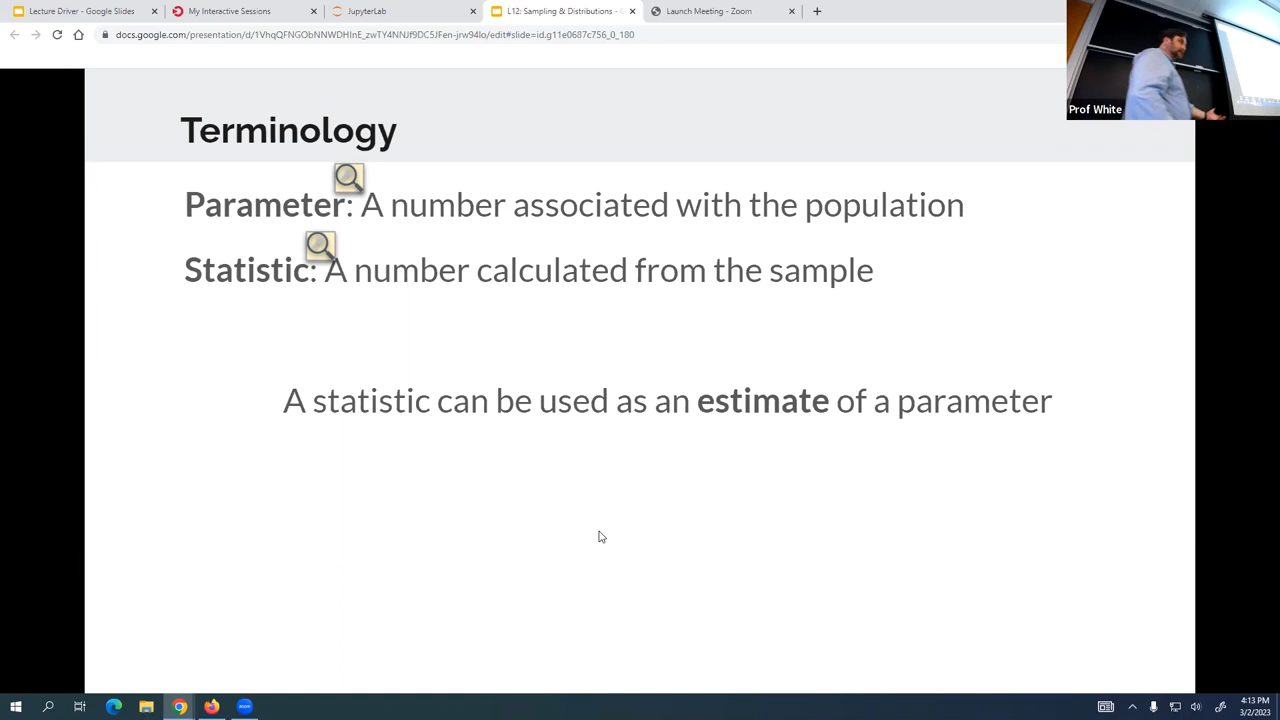 Lecture Driver - Google Slides
My Interactive Sessions
JupyterLab
L12: Sampling & Distributions -
Launch Meeting - Zoom
docs.google.com/presentation/d/1VhqQFNGObNNWDHInE_zwTY4NNJf9DC5JFen-jrw94Io/edit#slide=id.g11e0687c756_0_180
Prof White
Terminology
Parameter: A number associated with the population
Statistic: A number calculated from the sample
A statistic can be used as an estimate of a parameter
4:13 PM
3/2/2023